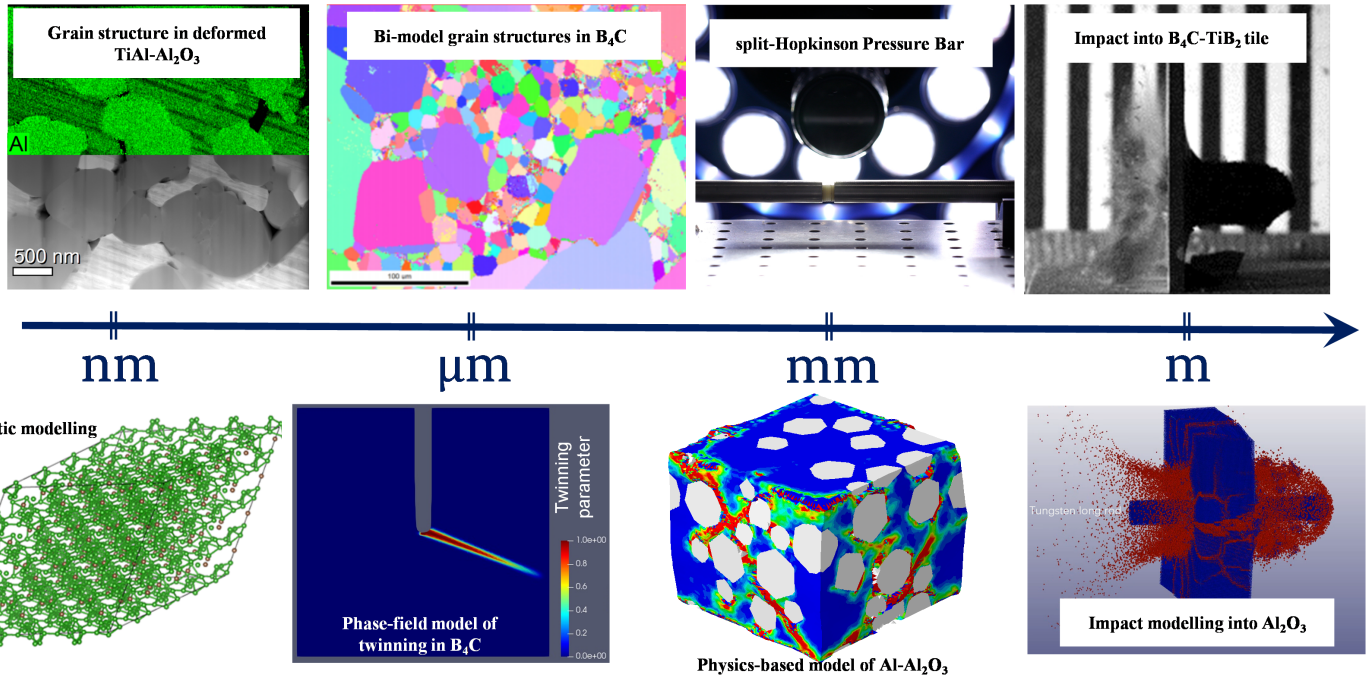 Grain structure in deformed
TiAl-Al₂O₃
Al
500 nm
Bi-model grain structures in B₄C
100 um
split-Hopkinson Pressure Bar
Impact into B₄C-TiB₂ tile
nm
μm
mm
m
tic modelling
Twinning
parameter
1.0e+00
0.8
0.6
0.4
0.2
0.0e+00
Phase-field model of
twinning in B₄C
Physics-based model of Al-Al₂O₃
Tungsten long rod
Impact modelling into Al₂O₃